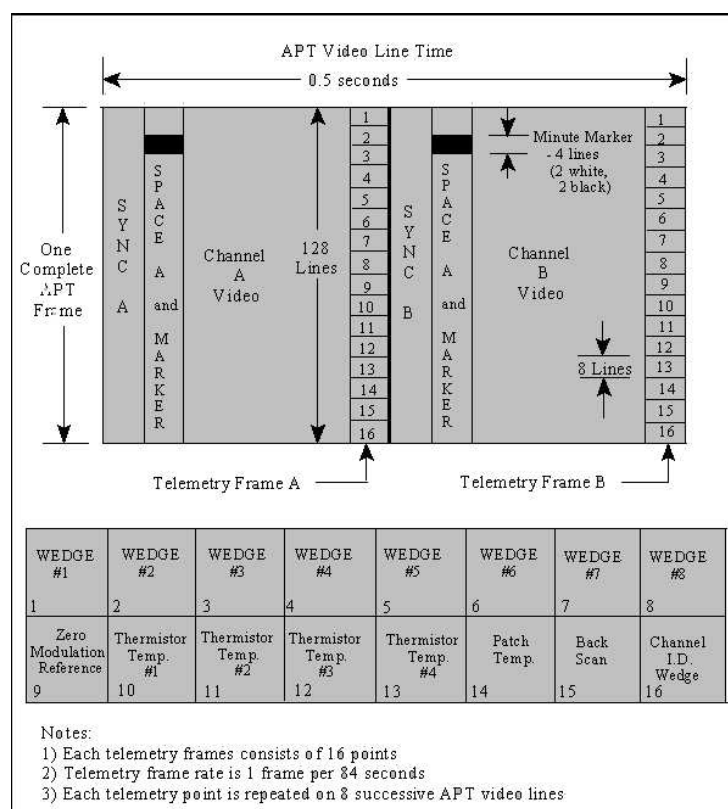 APT Video Line Time
0.5 seconds
One
Complete
APT
Frame
SYNC A
SPACE A and MARKER
Channel
A
Video
128
Lines
1
2
3
4
5
6
7
8
9
10
11
12
13
14
15
16
SYNC B
SPACE A and MARKER
Minute Marker
- 4 lines
(2 white,
2 black)
Channel
B
Video
8 Lines
1
2
3
4
5
6
7
8
9
10
11
12
13
14
15
16
Telemetry Frame A
Telemetry Frame B
WEDGE
#1
1
WEDGE
#2
2
WEDGE
#3
3
WEDGE
#4
4
WEDGE
#5
5
WEDGE
#6
6
WEDGE
#7
7
WEDGE
#8
8
Zero
Modulation
Reference
9
Thermistor
Temp.
#1
10
Thermistor
Temp.
#2
11
Thermistor
Temp.
#3
12
Thermistor
Temp.
#4
13
Patch
Temp.
14
Back
Scan
15
Channel
I.D.
Wedge
16
Notes:
1) Each telemetry frames consists of 16 points
2) Telemetry frame rate is 1 frame per 84 seconds
3) Each telemetry point is repeated on 8 successive APT video lines